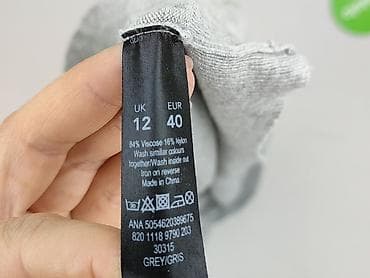 UK EUR
12 40
84% Viscose 16% Nylon
Wash similar colours
together/Wash inside out
Iron on reverse
Made in China
ANA 5054620389675
820 1118 9790 203
30315
GREY/GRIS